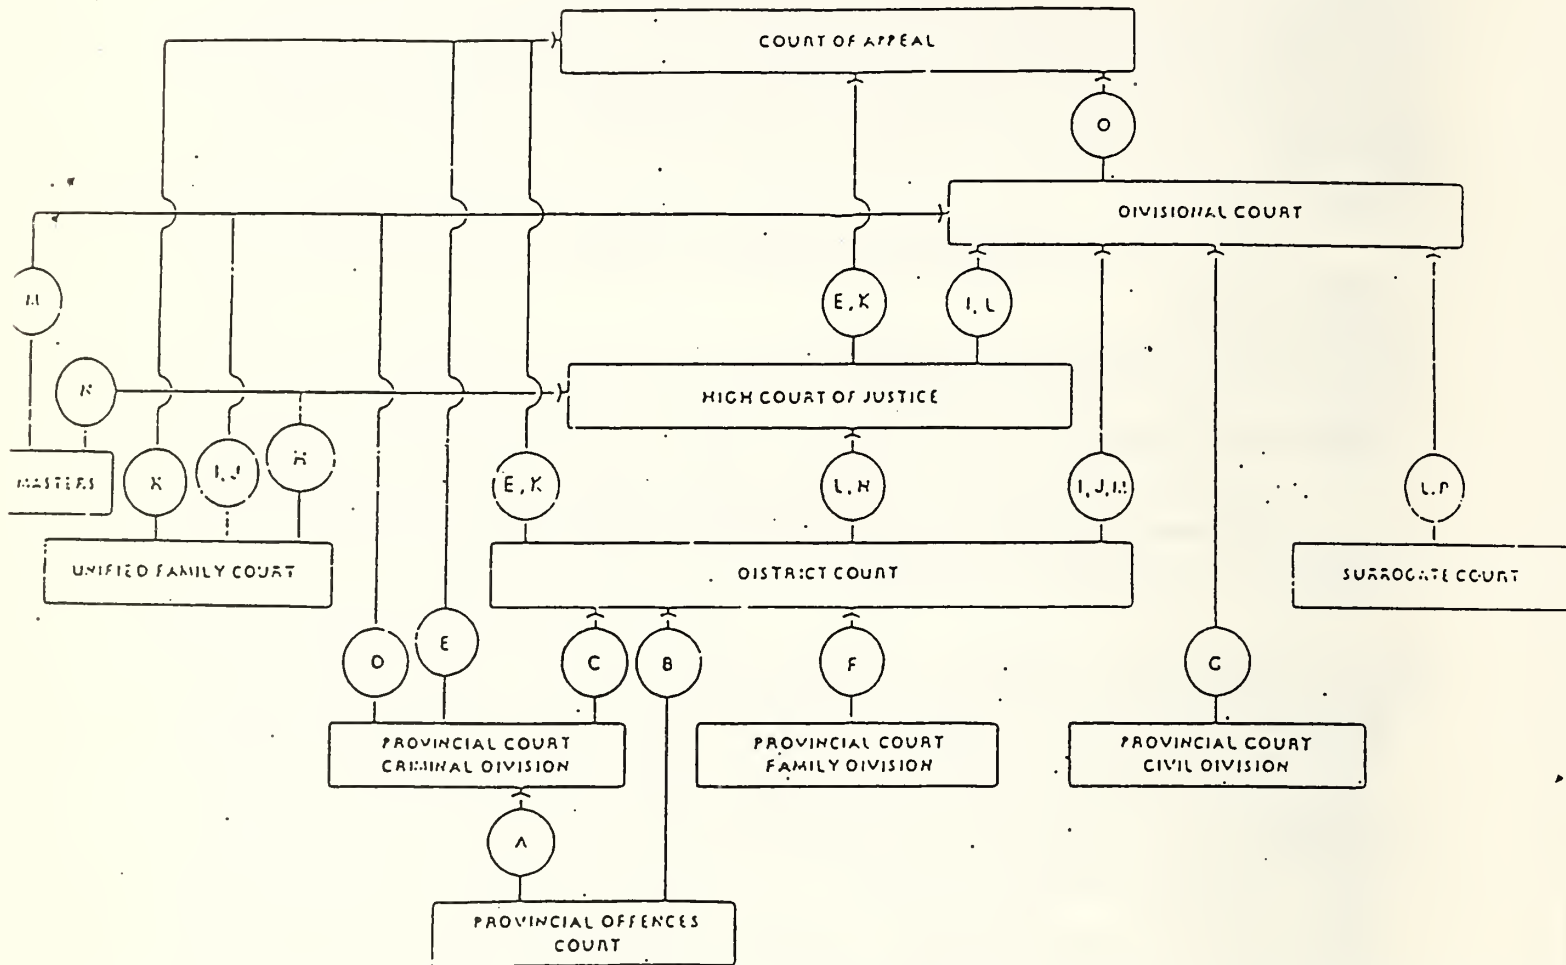 COURT OF APPEAL
O
DIVISIONAL COURT
M
E, K
I, L
HIGH COURT OF JUSTICE
MASTERS
K
I, J
H
E, K
L, H
I, J, M
L, P
UNIFIED FAMILY COURT
DISTRICT COURT
SURROGATE COURT
E
C
B
F
G
PROVINCIAL COURT
CRIMINAL DIVISION
PROVINCIAL COURT
FAMILY DIVISION
PROVINCIAL COURT
CIVIL DIVISION
A
PROVINCIAL OFFENCES
COURT